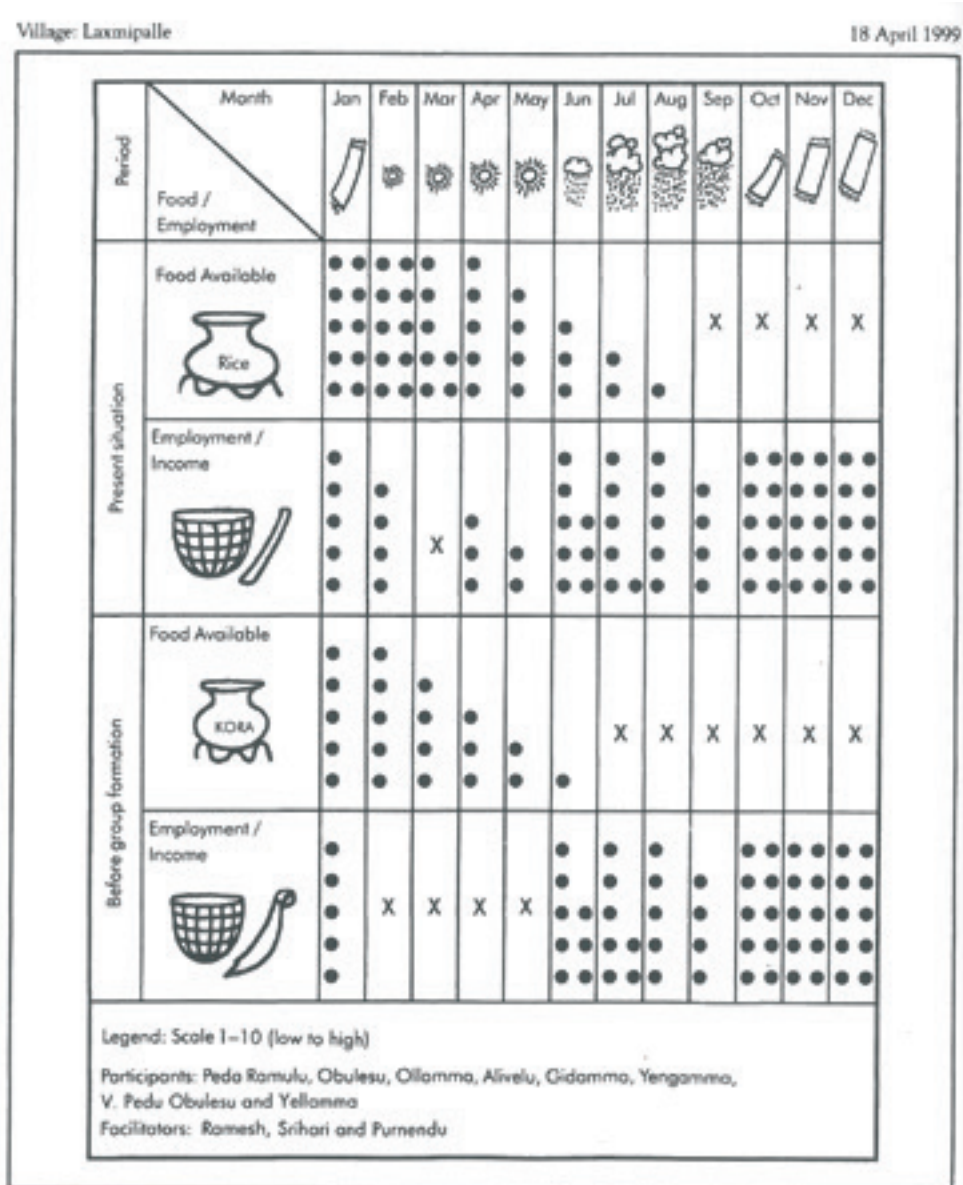 Village: Laxmipalle
18 April 1999
Period
Month
Food /
Employment
Jan Feb Mar Apr May Jun Jul Aug Sep Oct Nov Dec
Present situation
Food Available
Rice
X X X X
Employment /
Income
X
Before group formation
Food Available
KORA
X X X X X X
Employment /
Income
X X X X
Legend: Scale 1–10 (low to high)
Participants: Peda Ramulu, Obulesu, Ollamma, Alivelu, Gidamma, Yengamma,
V. Pedu Obulesu and Yellamma
Facilitators: Ramesh, Srihari and Purnendu